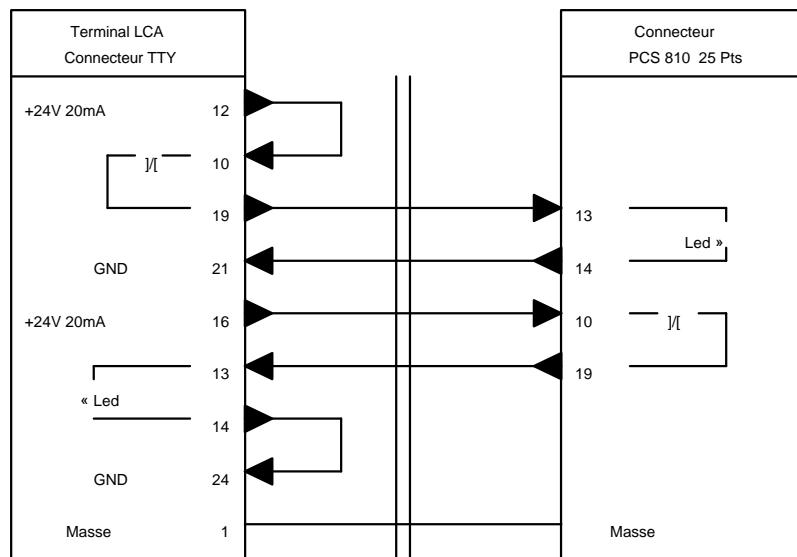 Terminal LCA
Connecteur TTY
Connecteur
PCS 810 25 Pts
+24V 20mA 12
]/[ 10
19 13
Led »
GND 21 14
+24V 20mA 16 10 ]/[
13 19
« Led
14
GND 24
Masse 1 Masse